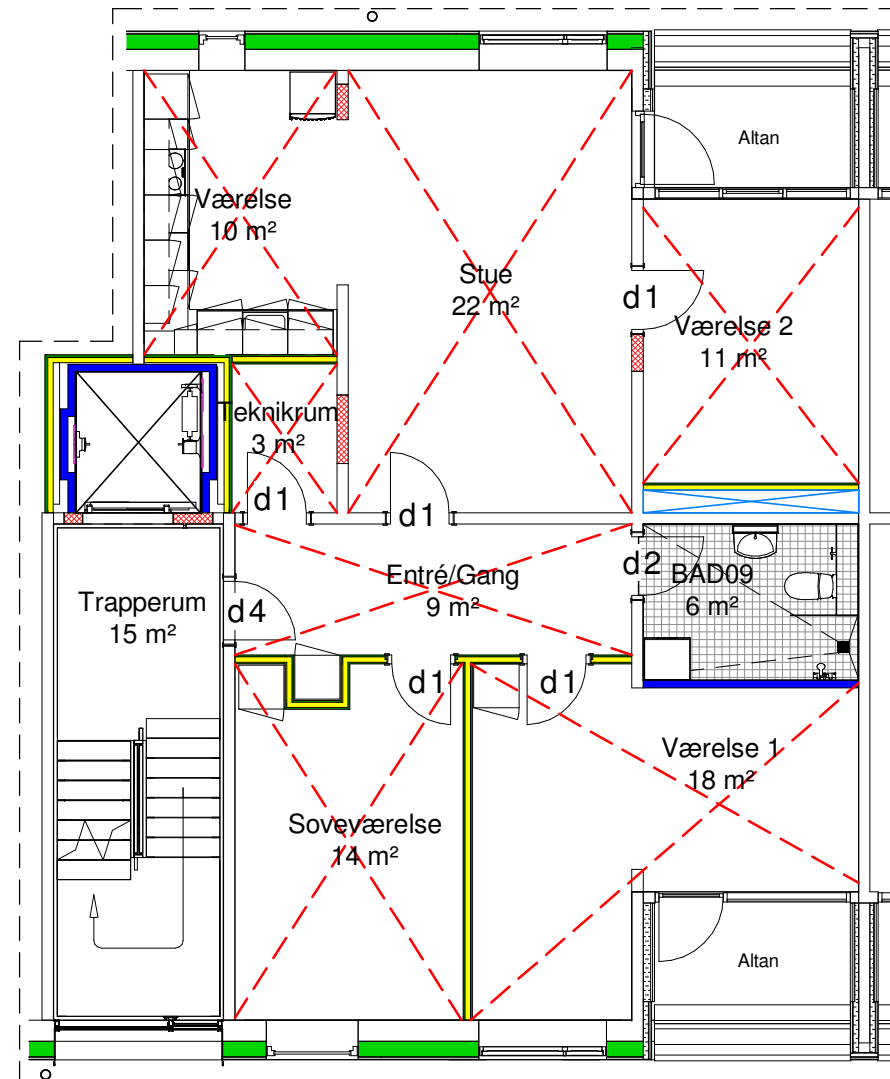 Altan
Værelse
10 m²
Stue
22 m²
d1
Værelse 2
11 m²
Teknikrum
3 m²
d1
d1
Entré/Gang
9 m²
d2
BAD09
6 m²
Trapperum
15 m²
d4
d1
d1
Værelse 1
18 m²
Soveværelse
14 m²
Altan